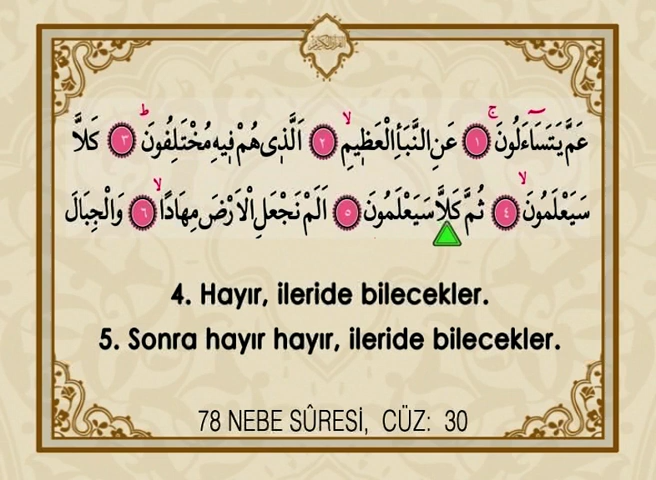 عَمَّ يَتَسَٓاءَلُونَۚ ﴿١﴾ عَنِ النَّبَأِ الْعَظ۪يمِۙ ﴿٢﴾ اَلَّذ۪ي هُمْ ف۪يهِ مُخْتَلِفُونَۜ ﴿٣﴾ كَلَّا
سَيَعْلَمُونَۙ ﴿٤﴾ ثُمَّ كَلَّا سَيَعْلَمُونَ ﴿٥﴾ اَلَمْ نَجْعَلِ الْاَرْضَ مِهَادًاۙ ﴿٦﴾ وَالْجِبَالَ
4. Hayır, ileride bilecekler.
5. Sonra hayır hayır, ileride bilecekler.
78 NEBE SÛRESİ, CÜZ: 30